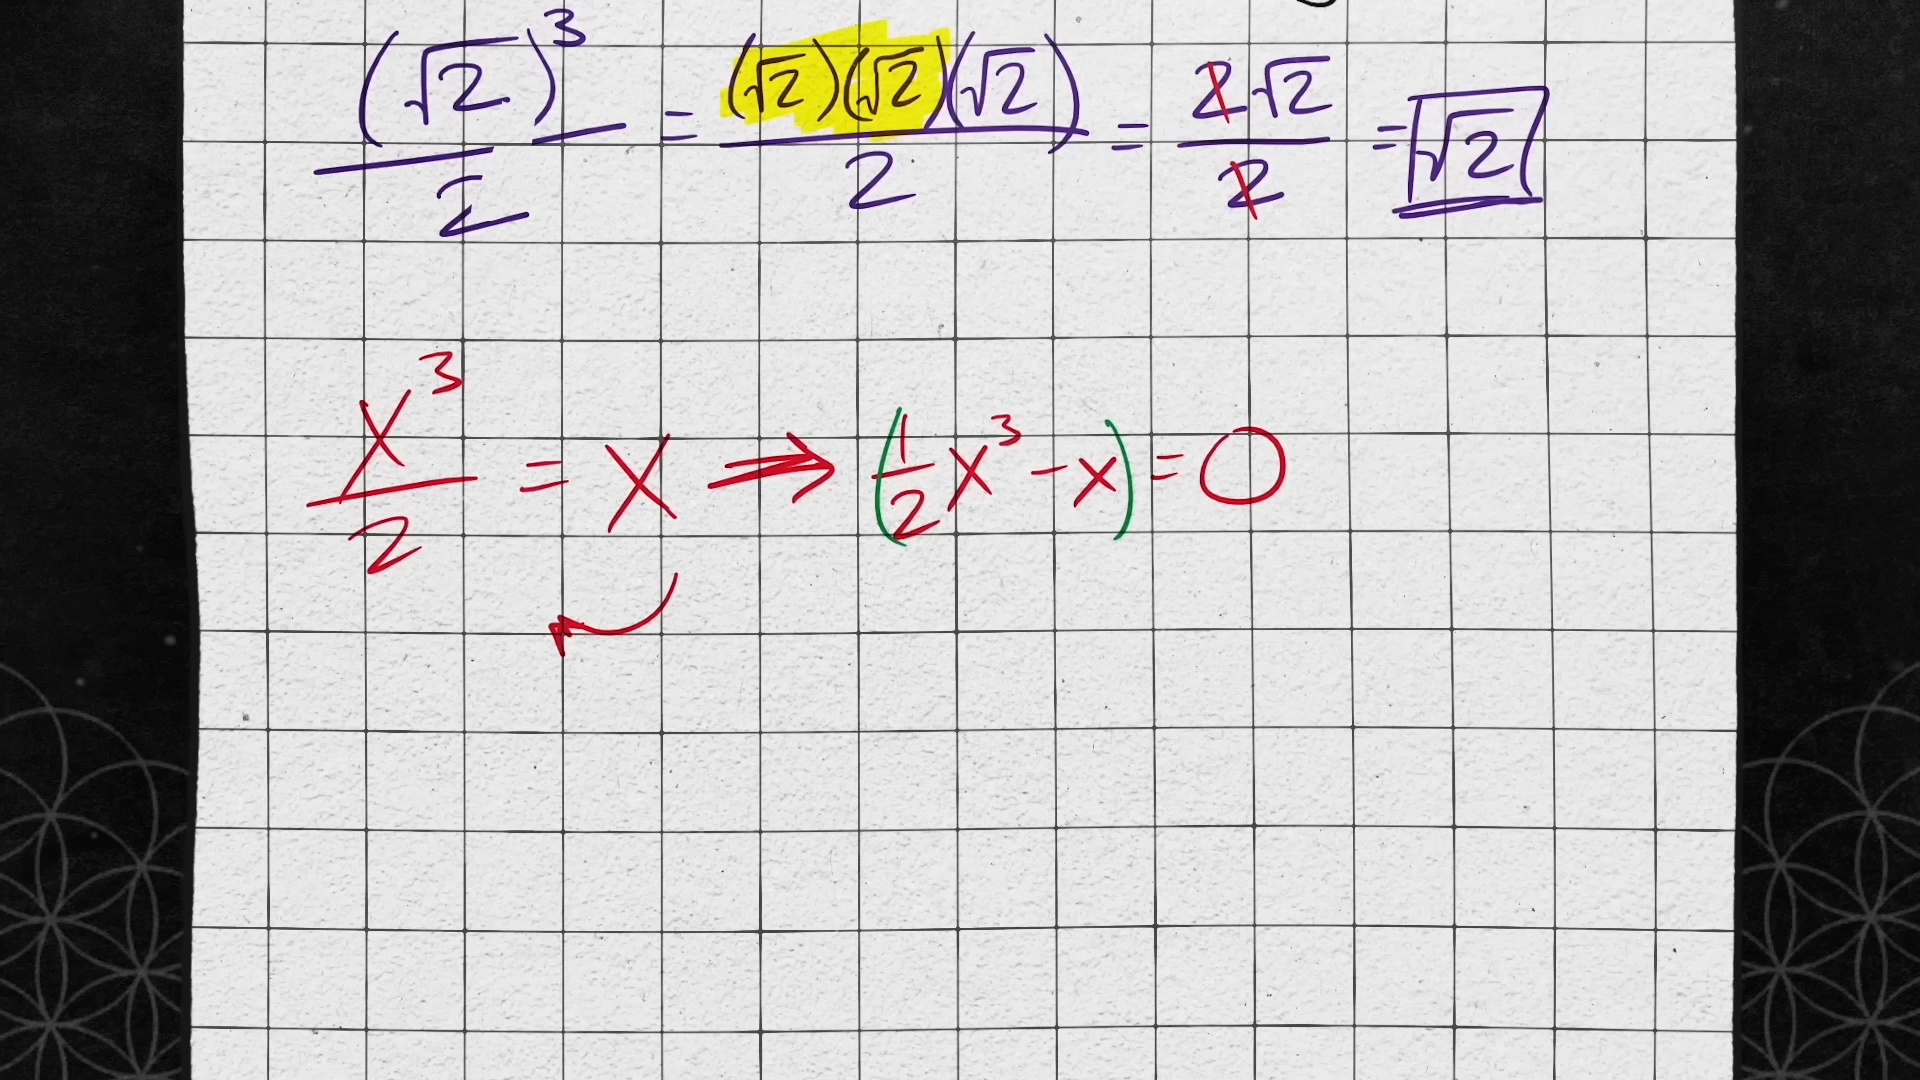 (√2)³/2 = (√2)(√2)(√2)/2 = 2√2/2 = √2
x³/2 = x ⇒ (1/2 x³ - x) = 0